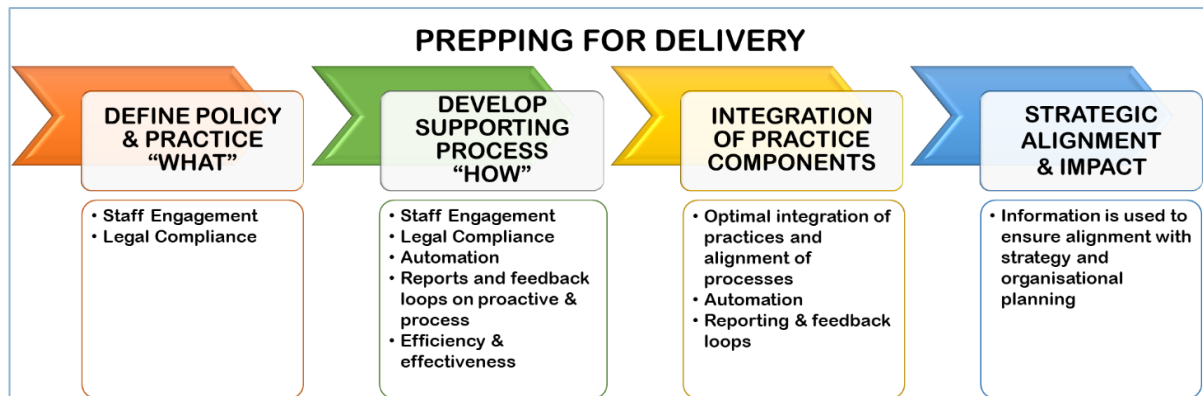 PREPPING FOR DELIVERY
DEFINE POLICY
& PRACTICE
“WHAT”
• Staff Engagement
• Legal Compliance
DEVELOP
SUPPORTING
PROCESS
“HOW”
• Staff Engagement
• Legal Compliance
• Automation
• Reports and feedback
loops on proactive &
process
• Efficiency &
effectiveness
INTEGRATION
OF PRACTICE
COMPONENTS
• Optimal integration of
practices and
alignment of
processes
• Automation
• Reporting & feedback
loops
STRATEGIC
ALIGNMENT
& IMPACT
• Information is used to
ensure alignment with
strategy and
organisational
planning